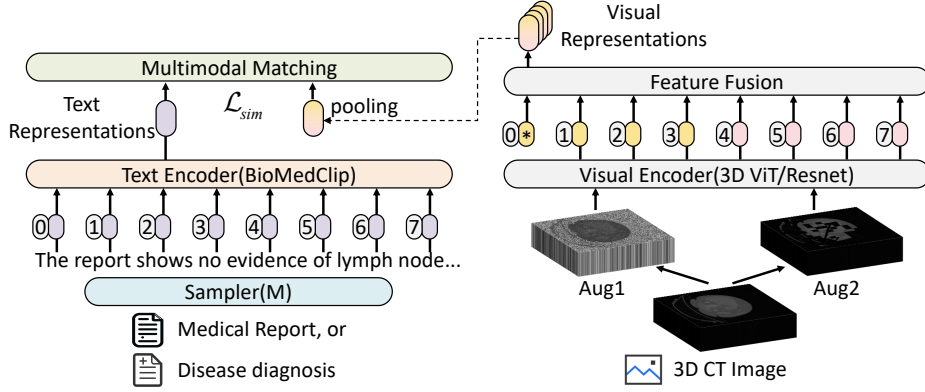 Multimodal Matching
Text
Representations
ℒsim
pooling
Text Encoder(BioMedClip)
0 1 2 3 4 5 6 7
The report shows no evidence of lymph node...
Sampler(M)
Medical Report, or
Disease diagnosis
Visual
Representations
Feature Fusion
0 * 1 2 3 4 5 6 7
Visual Encoder(3D ViT/Resnet)
Aug1
Aug2
3D CT Image